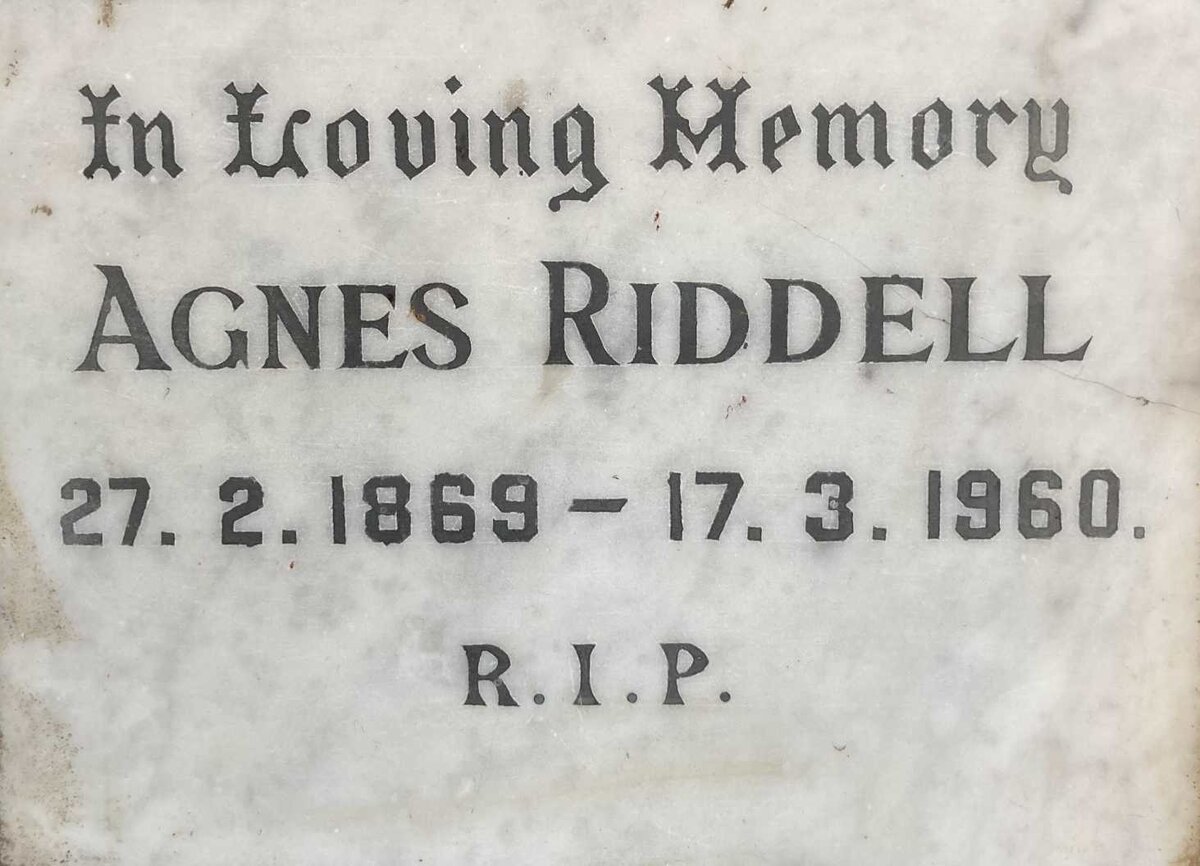 In Loving Memory
AGNES RIDDELL
27. 2. 1869 – 17. 3. 1960.
R.I.P.